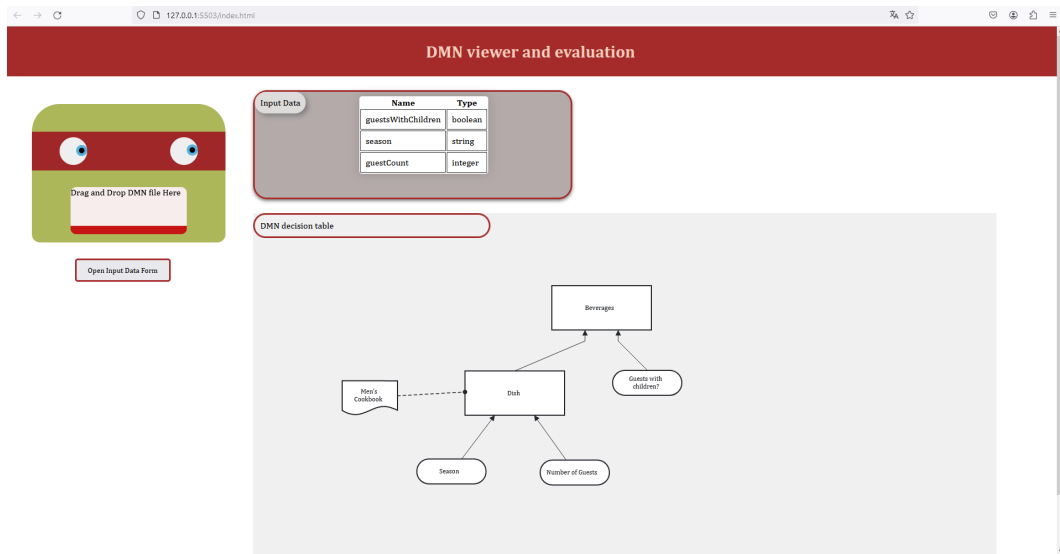 127.0.0.1:5503/index.html
DMN viewer and evaluation
Input Data
Name Type
guestsWithChildren boolean
season string
guestCount integer
Drag and Drop DMN file Here
Open Input Data Form
DMN decision table
Beverages
Guests with
children?
Dish
Men's
Cookbook
Season
Number of Guests